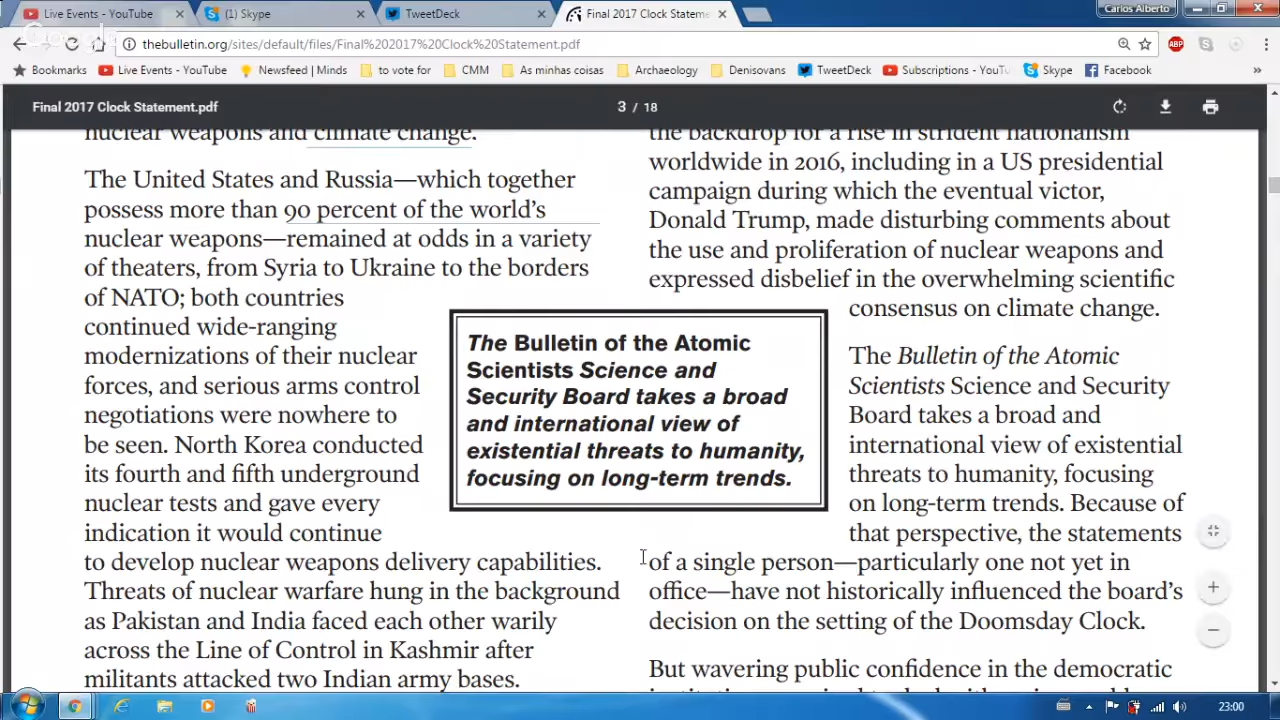 Live Events - YouTube
(1) Skype
TweetDeck
Final 2017 Clock Stateme
Carlos Alberto
thebulletin.org/sites/default/files/Final%202017%20Clock%20Statement.pdf
ABP
Bookmarks
Live Events - YouTube
Newsfeed | Minds
to vote for
CMM
As minhas coisas
Archaeology
Denisovans
TweetDeck
Subscriptions - YouTu
Skype
Facebook
»
Final 2017 Clock Statement.pdf
3 / 18
nuclear weapons and climate change.
The United States and Russia—which together
possess more than 90 percent of the world's
nuclear weapons—remained at odds in a variety
of theaters, from Syria to Ukraine to the borders
of NATO; both countries
continued wide-ranging
modernizations of their nuclear
forces, and serious arms control
negotiations were nowhere to
be seen. North Korea conducted
its fourth and fifth underground
nuclear tests and gave every
indication it would continue
to develop nuclear weapons delivery capabilities.
Threats of nuclear warfare hung in the background
as Pakistan and India faced each other warily
across the Line of Control in Kashmir after
militants attacked two Indian army bases.
The Bulletin of the Atomic
Scientists Science and
Security Board takes a broad
and international view of
existential threats to humanity,
focusing on long-term trends.
the backdrop for a rise in strident nationalism
worldwide in 2016, including in a US presidential
campaign during which the eventual victor,
Donald Trump, made disturbing comments about
the use and proliferation of nuclear weapons and
expressed disbelief in the overwhelming scientific
consensus on climate change.
The Bulletin of the Atomic
Scientists Science and Security
Board takes a broad and
international view of existential
threats to humanity, focusing
on long-term trends. Because of
that perspective, the statements
of a single person—particularly one not yet in
office—have not historically influenced the board's
decision on the setting of the Doomsday Clock.
But wavering public confidence in the democratic
23:00